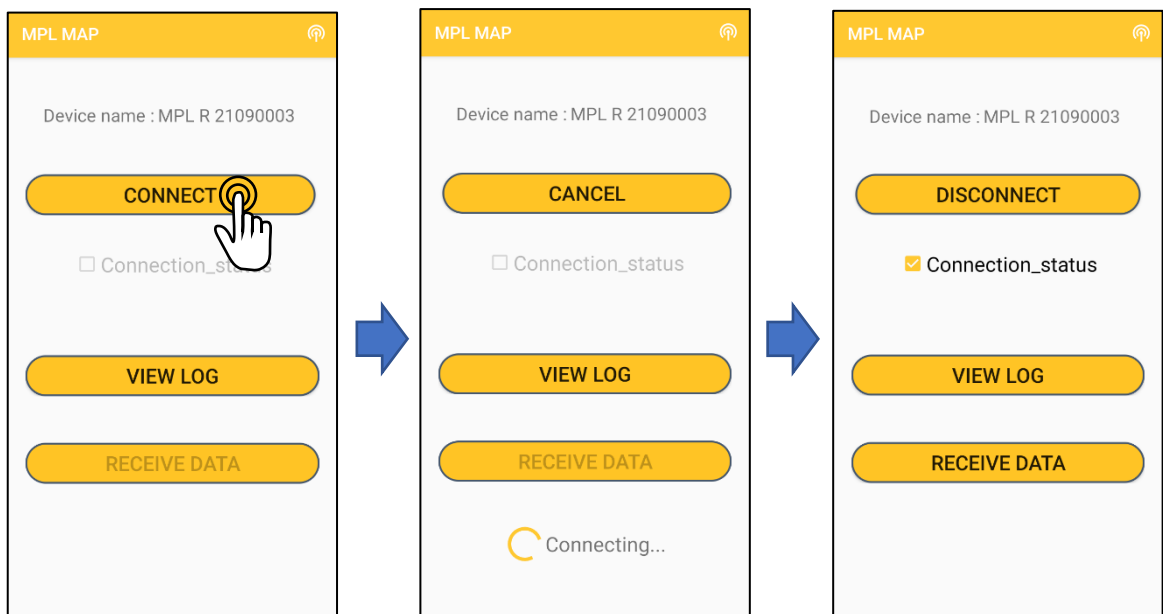 MPL MAP
Device name : MPL R 21090003
CONNECT
Connection_status
VIEW LOG
RECEIVE DATA
MPL MAP
Device name : MPL R 21090003
CANCEL
Connection_status
VIEW LOG
RECEIVE DATA
Connecting...
MPL MAP
Device name : MPL R 21090003
DISCONNECT
Connection_status
VIEW LOG
RECEIVE DATA